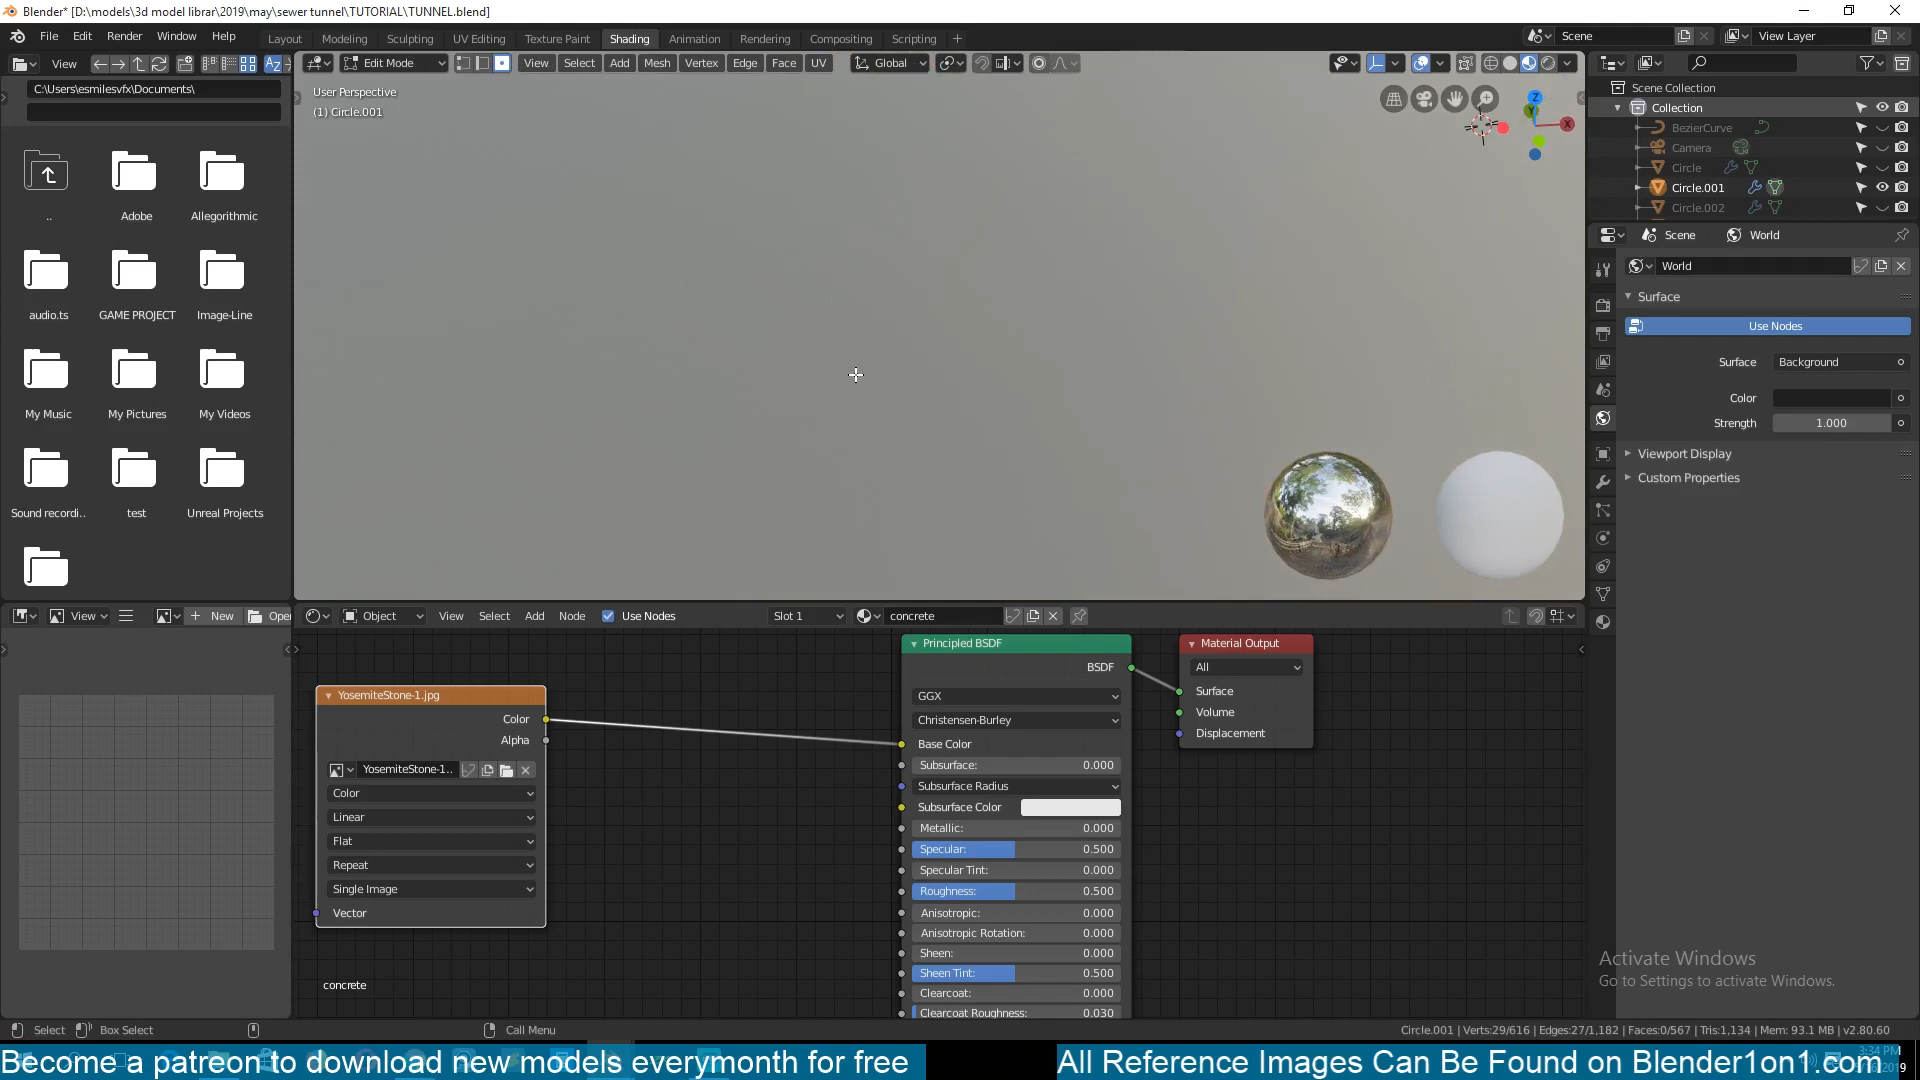 Blender* [D:\models\3d model librar\2019\may\sewer tunnel\TUTORIAL\TUNNEL.blend]
File Edit Render Window Help Layout Modeling Sculpting UV Editing Texture Paint Shading Animation Rendering Compositing Scripting + Scene View Layer
View Edit Mode View Select Add Mesh Vertex Edge Face UV Global
C:\Users\esmilesvfx\Documents\
User Perspective
(1) Circle.001
Z
Y
X
Scene Collection
Collection
BezierCurve
Camera
Circle
Circle.001
Circle.002
..
Adobe
Allegorithmic
audio.ts
GAME PROJECT
Image-Line
My Music
My Pictures
My Videos
Sound recordi..
test
Unreal Projects
Scene World
World
Surface
Use Nodes
Surface Background
Color
Strength 1.000
Viewport Display
Custom Properties
View New Open Object View Select Add Node Use Nodes Slot 1 concrete
YosemiteStone-1.jpg
Color
Alpha
YosemiteStone-1..
Color
Linear
Flat
Repeat
Single Image
Vector
concrete
Principled BSDF
BSDF
GGX
Christensen-Burley
Base Color
Subsurface: 0.000
Subsurface Radius
Subsurface Color
Metallic: 0.000
Specular: 0.500
Specular Tint: 0.000
Roughness: 0.500
Anisotropic: 0.000
Anisotropic Rotation: 0.000
Sheen: 0.000
Sheen Tint: 0.500
Clearcoat: 0.000
Clearcoat Roughness: 0.030
Material Output
All
Surface
Volume
Displacement
Activate Windows
Go to Settings to activate Windows.
Select Box Select Call Menu Circle.001 | Verts:29/616 | Edges:27/1,182 | Faces:0/567 | Tris:1,134 | Mem: 93.1 MB | v2.80.60
Become a patreon to download new models everymonth for free
All Reference Images Can Be Found on Blender1on1.com
3:34 PM